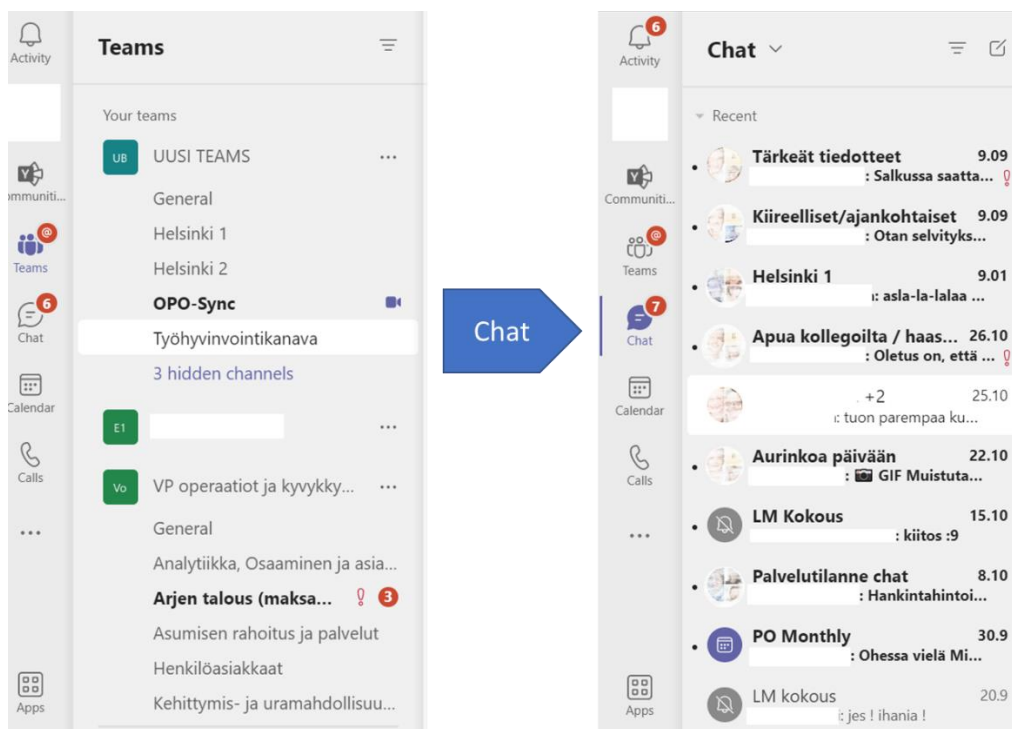 Activity
Teams
Your teams
UB UUSI TEAMS ...
ommuniti...
General
Helsinki 1
@
Teams
Helsinki 2
OPO-Sync
6
Chat
Työhyvinvointikanava
3 hidden channels
Calendar
E1 ...
Calls
Vo VP operaatiot ja kyvykky... ...
...
General
Analytiikka, Osaaminen ja asia...
Arjen talous (maksa... 3
Asumisen rahoitus ja palvelut
Henkilöasiakkaat
Apps
Kehittymis- ja uramahdollisuu...
Chat
6
Activity
Chat
Recent
Tärkeät tiedotteet 9.09
: Salkussa saatta...
Communiti...
Kiireelliset/ajankohtaiset 9.09
: Otan selvityks...
@
Teams
Helsinki 1 9.01
: asla-la-lalaa ...
7
Chat
Apua kollegoilta / haas... 26.10
: Oletus on, että ...
Calendar
+2 25.10
: tuon parempaa ku...
Calls
Aurinkoa päivään 22.10
: GIF Muistuta...
...
LM Kokous 15.10
: kiitos :9
Palvelutilanne chat 8.10
: Hankintahintoi...
PO Monthly 30.9
: Ohessa vielä Mi...
Apps
LM kokous 20.9
: jes ! ihania !